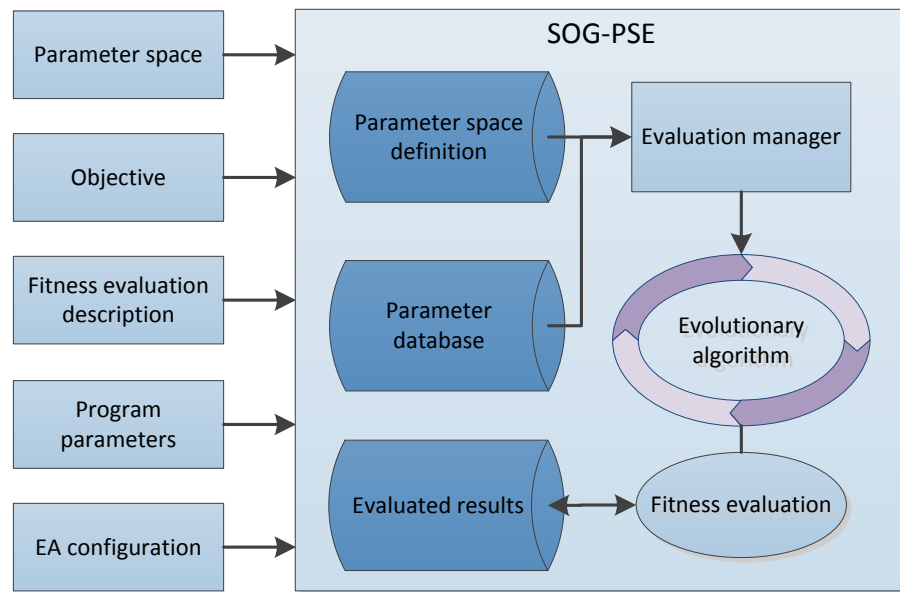 Parameter space
Objective
Fitness evaluation
description
Program
parameters
EA configuration
SOG-PSE
Parameter space
definition
Evaluation manager
Parameter
database
Evolutionary
algorithm
Evaluated results
Fitness evaluation